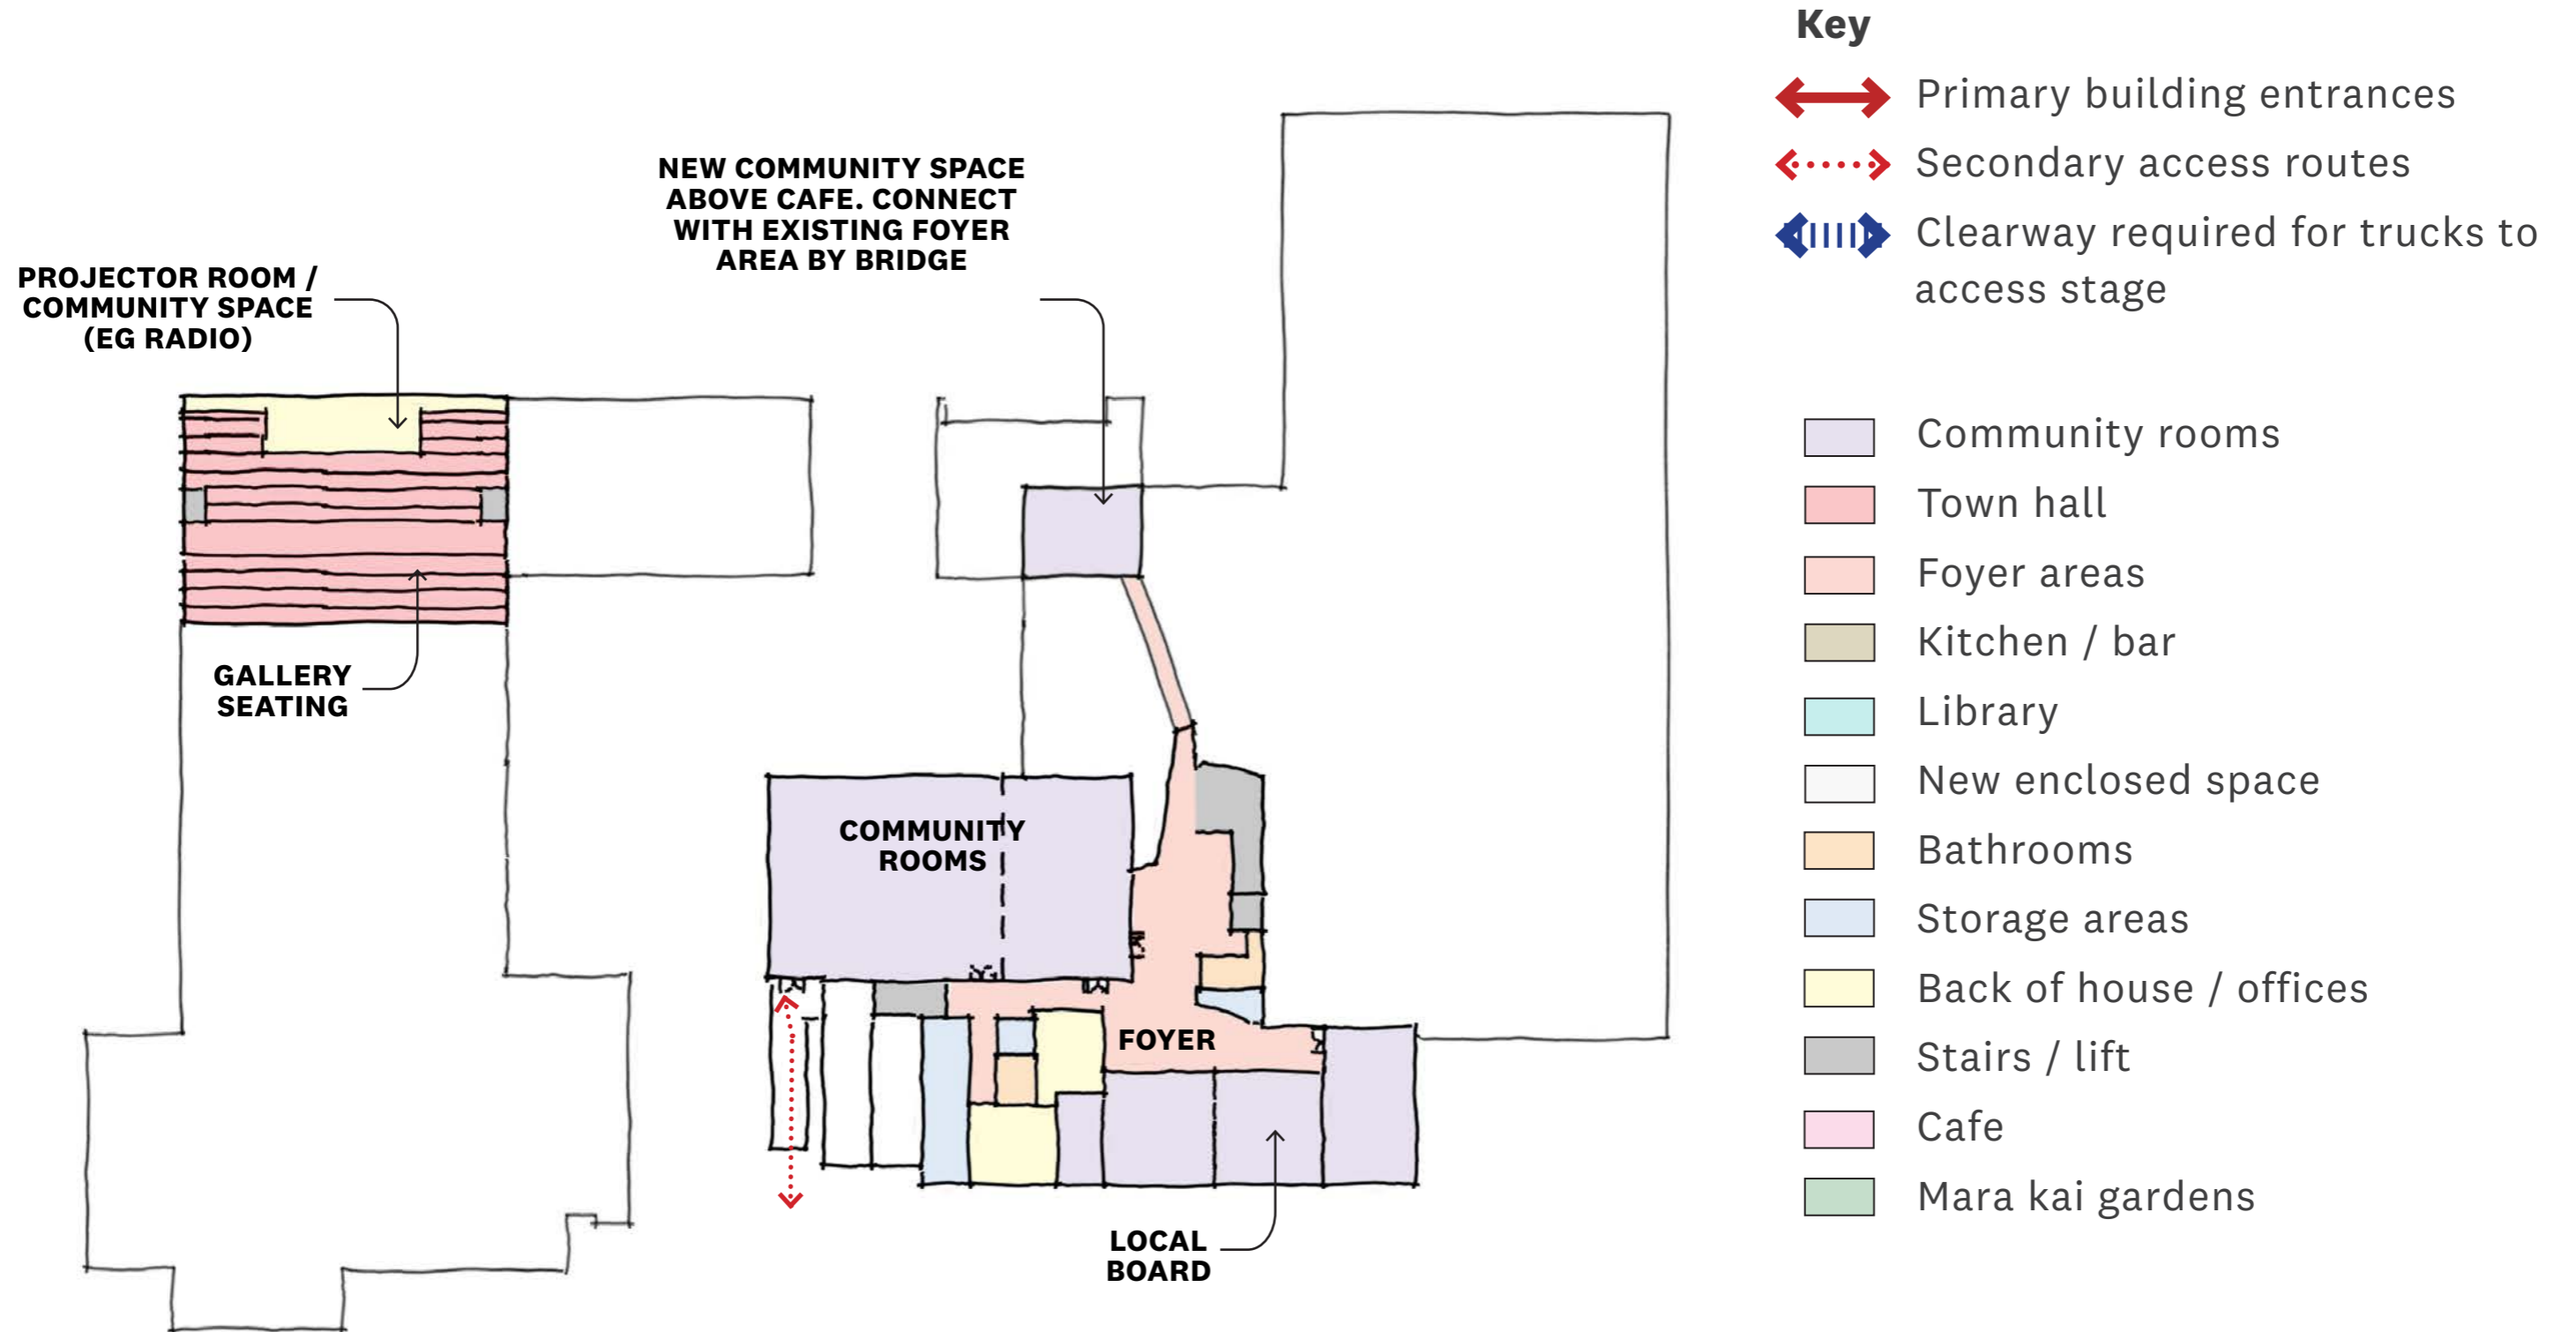 Key
Primary building entrances
Secondary access routes
Clearway required for trucks to
access stage
Community rooms
Town hall
Foyer areas
Kitchen / bar
Library
New enclosed space
Bathrooms
Storage areas
Back of house / offices
Stairs / lift
Cafe
Mara kai gardens
PROJECTOR ROOM /
COMMUNITY SPACE
(EG RADIO)
NEW COMMUNITY SPACE
ABOVE CAFE. CONNECT
WITH EXISTING FOYER
AREA BY BRIDGE
GALLERY
SEATING
COMMUNITY
ROOMS
FOYER
LOCAL
BOARD